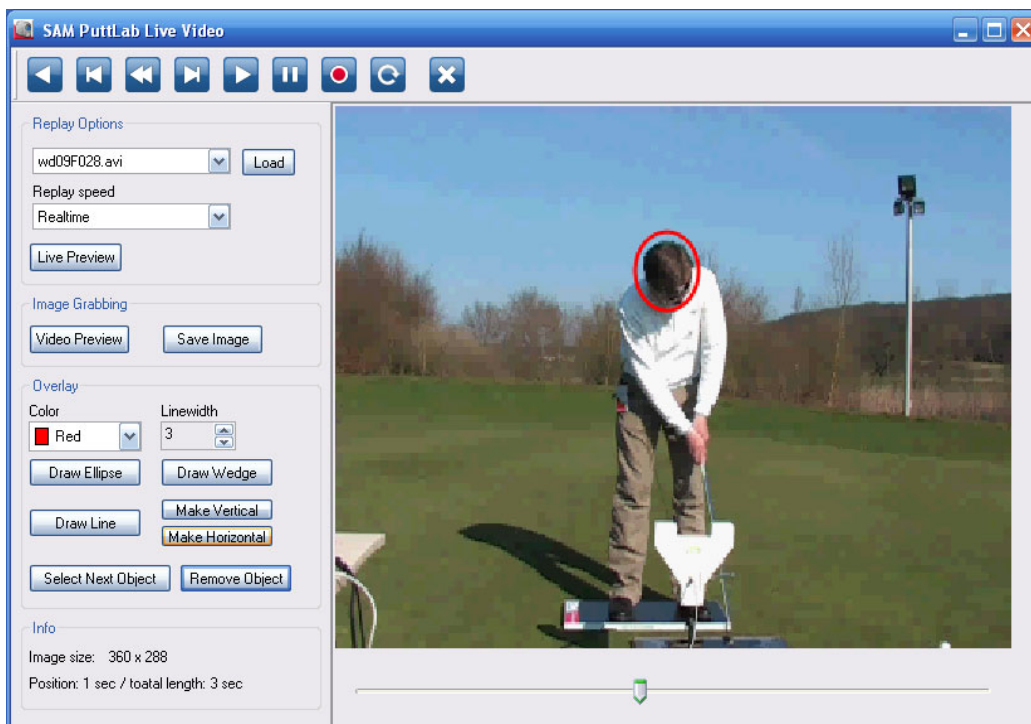 SAM PuttLab Live Video
Replay Options
wd09F028.avi
Load
Replay speed
Realtime
Live Preview
Image Grabbing
Video Preview
Save Image
Overlay
Color
Linewidth
Red
3
Draw Ellipse
Draw Wedge
Draw Line
Make Vertical
Make Horizontal
Select Next Object
Remove Object
Info
Image size: 360 x 288
Position: 1 sec / toatal length: 3 sec